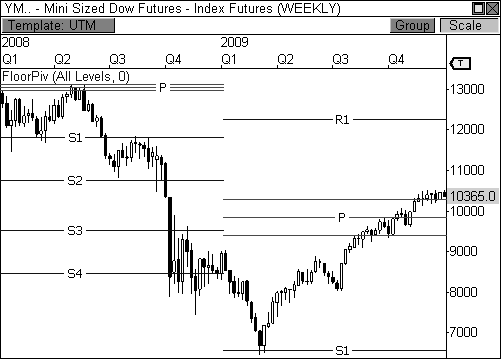 YM.. - Mini Sized Dow Futures - Index Futures (WEEKLY)
Template: UTM Group Scale
2008 2009
Q1 Q2 Q3 Q4 Q1 Q2 Q3 Q4 T
FloorPiv (All Levels, 0)
P
13000
R1
12000
S1
11000
S2
10365.0
10000
P
S3
9000
S4
8000
7000
S1